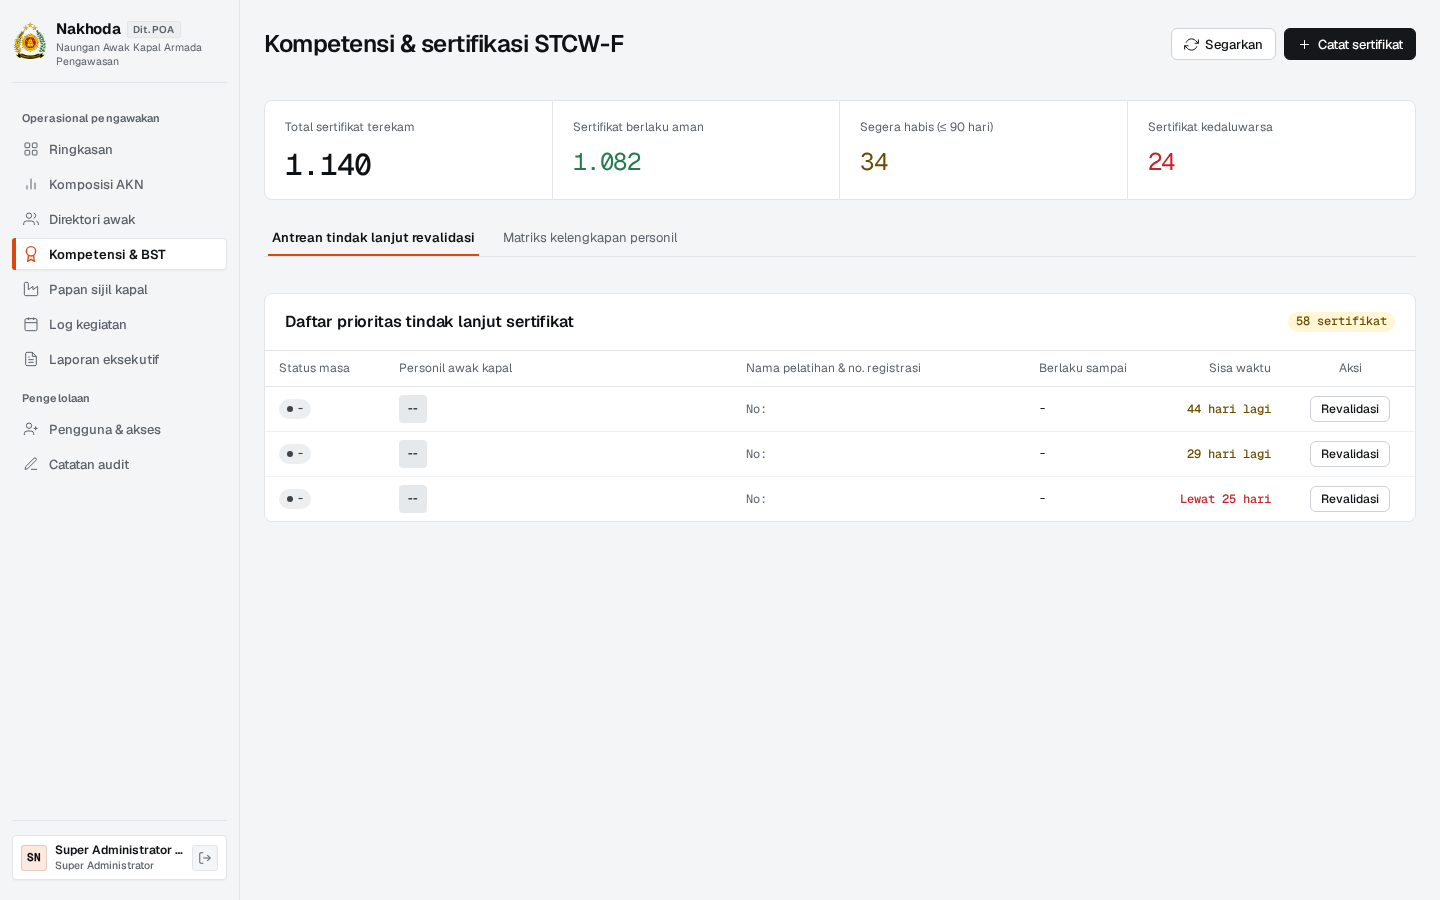 Nakhoda Dit. POA
Naungan Awak Kapal Armada
Pengawasan
Operasional pengawakan
Ringkasan
Komposisi AKN
Direktori awak
Kompetensi & BST
Papan sijil kapal
Log kegiatan
Laporan eksekutif
Pengelolaan
Pengguna & akses
Catatan audit
SN
Super Administrator ...
Super Administrator
Kompetensi & sertifikasi STCW-F
Segarkan
Catat sertifikat
Total sertifikat terekam
1.140
Sertifikat berlaku aman
1.082
Segera habis (≤ 90 hari)
34
Sertifikat kedaluwarsa
24
Antrean tindak lanjut revalidasi
Matriks kelengkapan personil
Daftar prioritas tindak lanjut sertifikat
58 sertifikat
Status masa Personil awak kapal Nama pelatihan & no. registrasi Berlaku sampai Sisa waktu Aksi
- -- No: - 44 hari lagi Revalidasi
- -- No: - 29 hari lagi Revalidasi
- -- No: - Lewat 25 hari Revalidasi